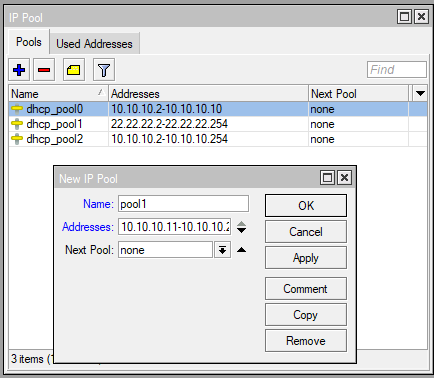 IP Pool
Pools Used Addresses
Find
Name Addresses Next Pool
dhcp_pool0 10.10.10.2-10.10.10.10 none
dhcp_pool1 22.22.22.2-22.22.22.254 none
dhcp_pool2 10.10.10.2-10.10.10.254 none
New IP Pool
Name: pool1 OK
Addresses: 10.10.10.11-10.10.10.2 Cancel
Next Pool: none Apply
Comment
Copy
Remove
3 items (1